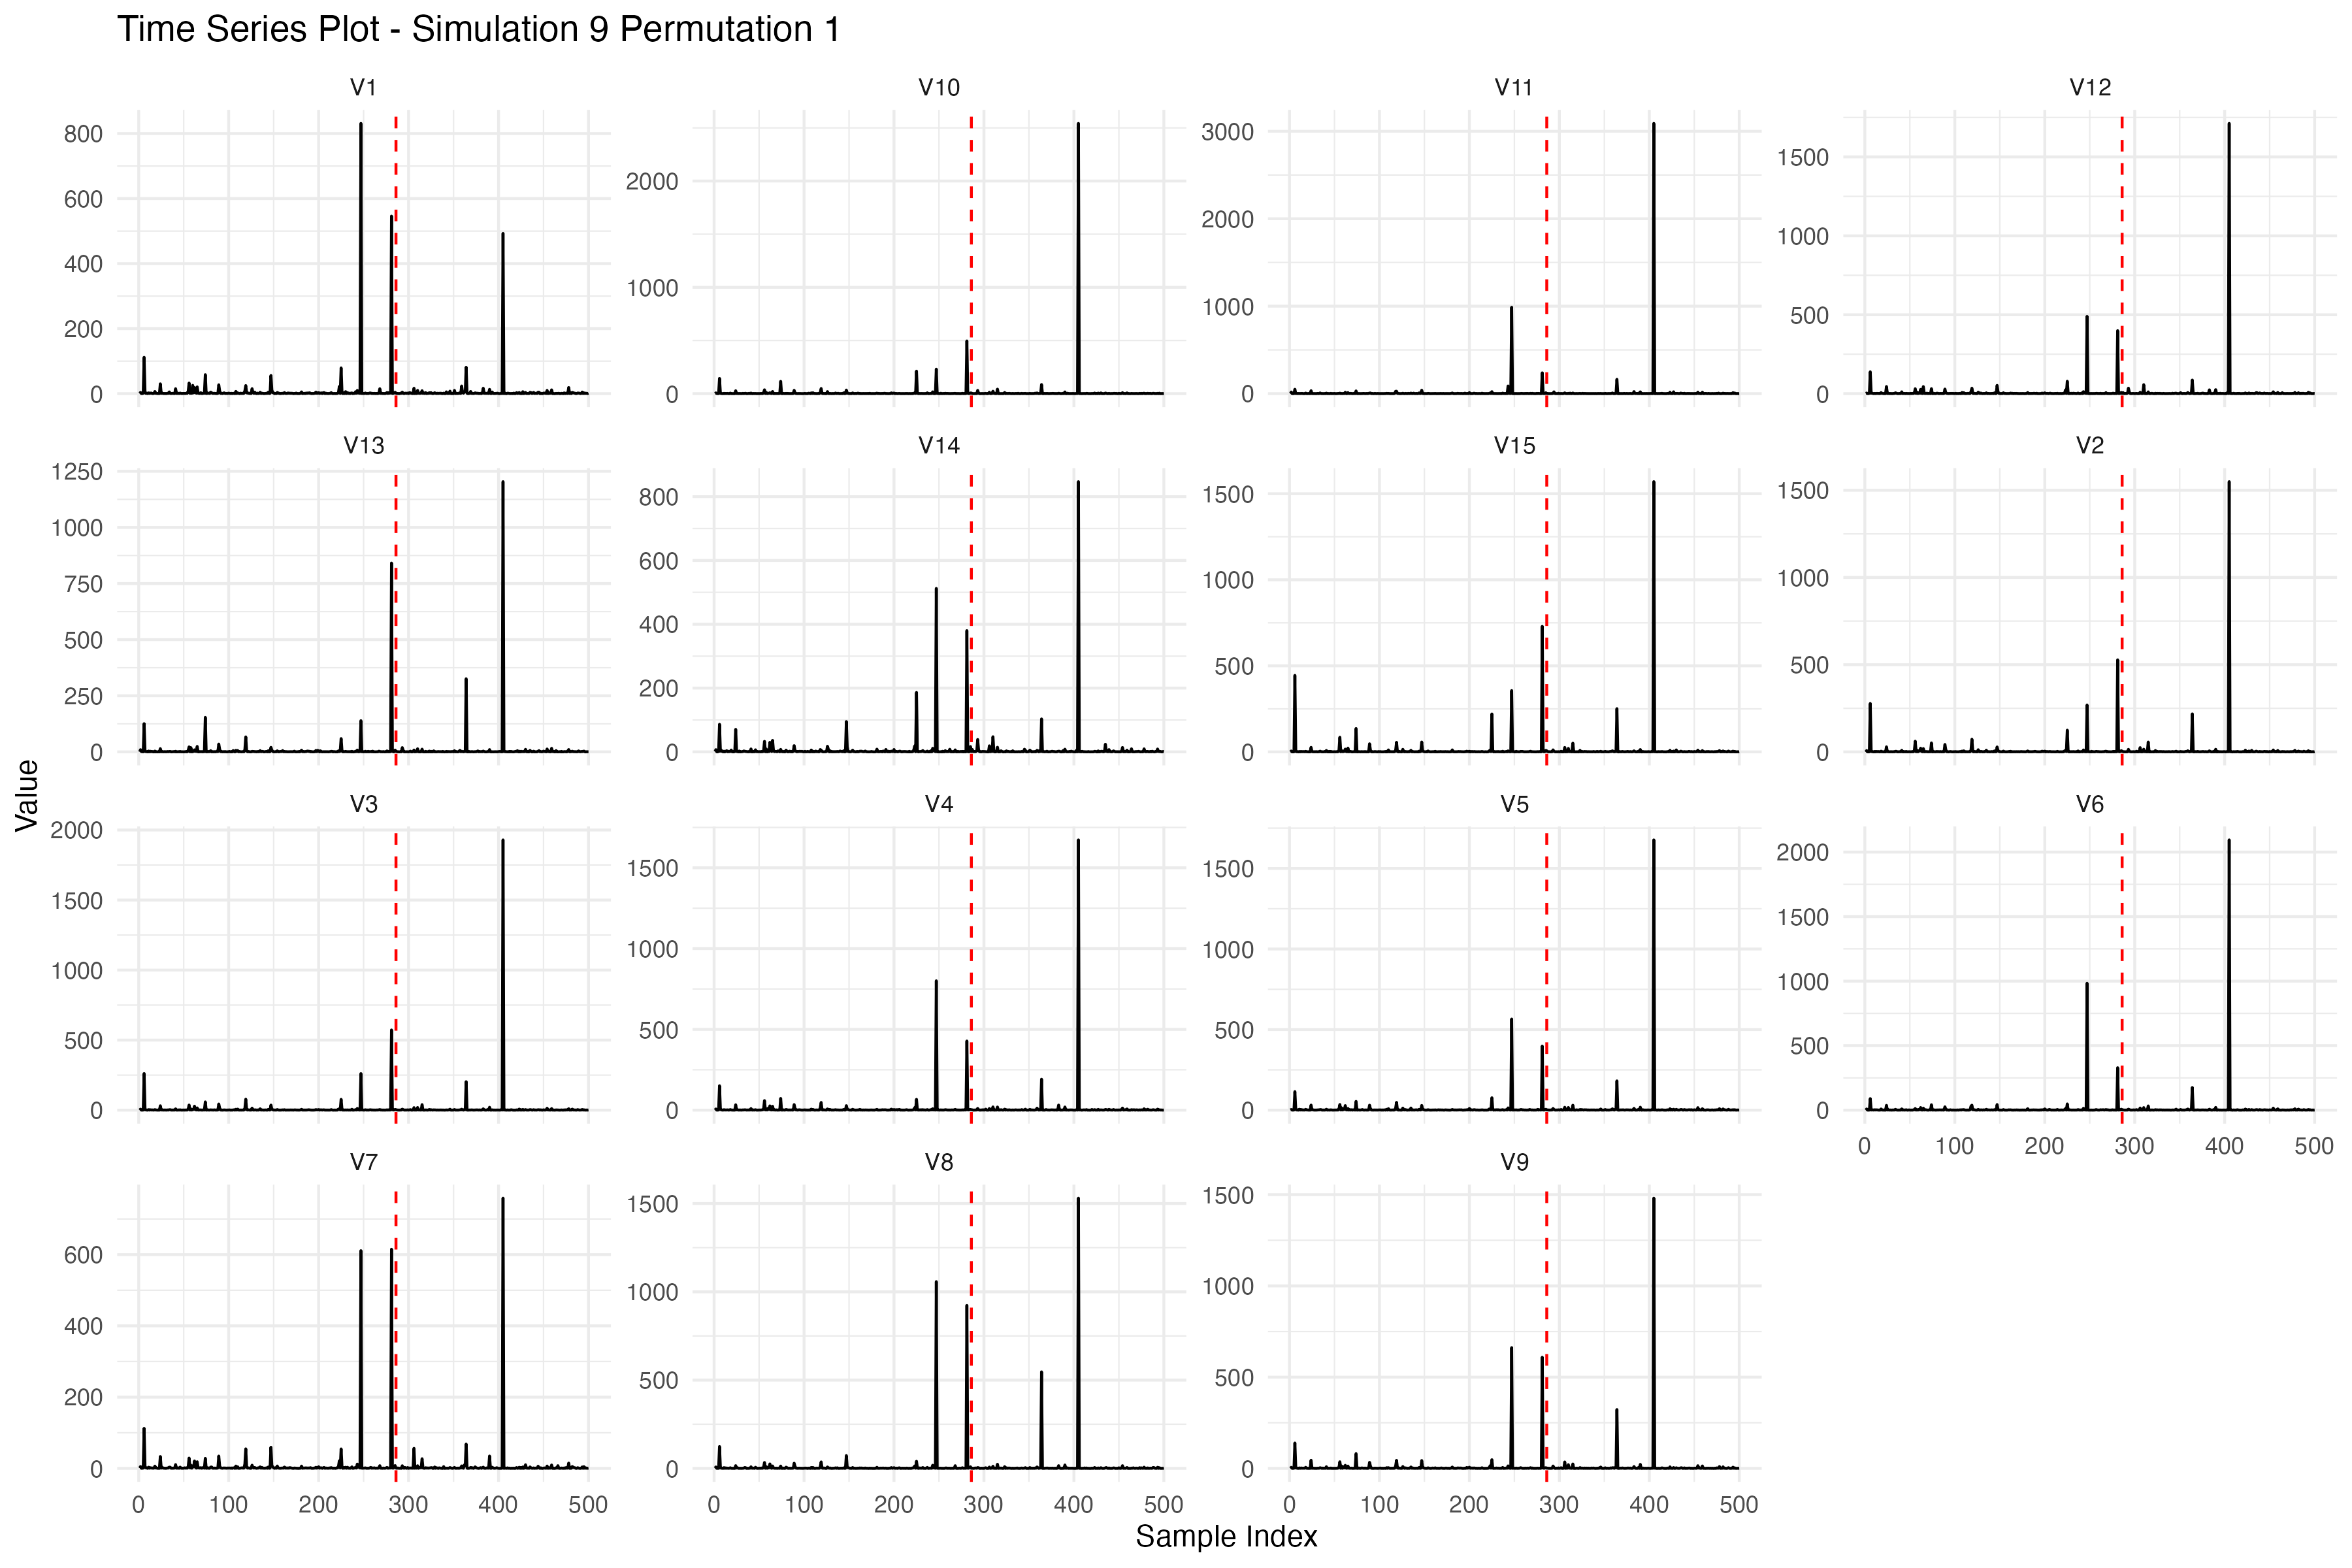 Time Series Plot - Simulation 9 Permutation 1
V1
V10
V11
V12
800
600
400
200
0
2000
1000
0
3000
2000
1000
0
1500
1000
500
0
V13
V14
V15
V2
1250
1000
750
500
250
0
800
600
400
200
0
1500
1000
500
0
1500
1000
500
0
Value
V3
V4
V5
V6
2000
1500
1000
500
0
1500
1000
500
0
1500
1000
500
0
2000
1500
1000
500
0
0 100 200 300 400 500
V7
V8
V9
600
400
200
0
1500
1000
500
0
1500
1000
500
0
0 100 200 300 400 500
0 100 200 300 400 500
0 100 200 300 400 500
Sample Index